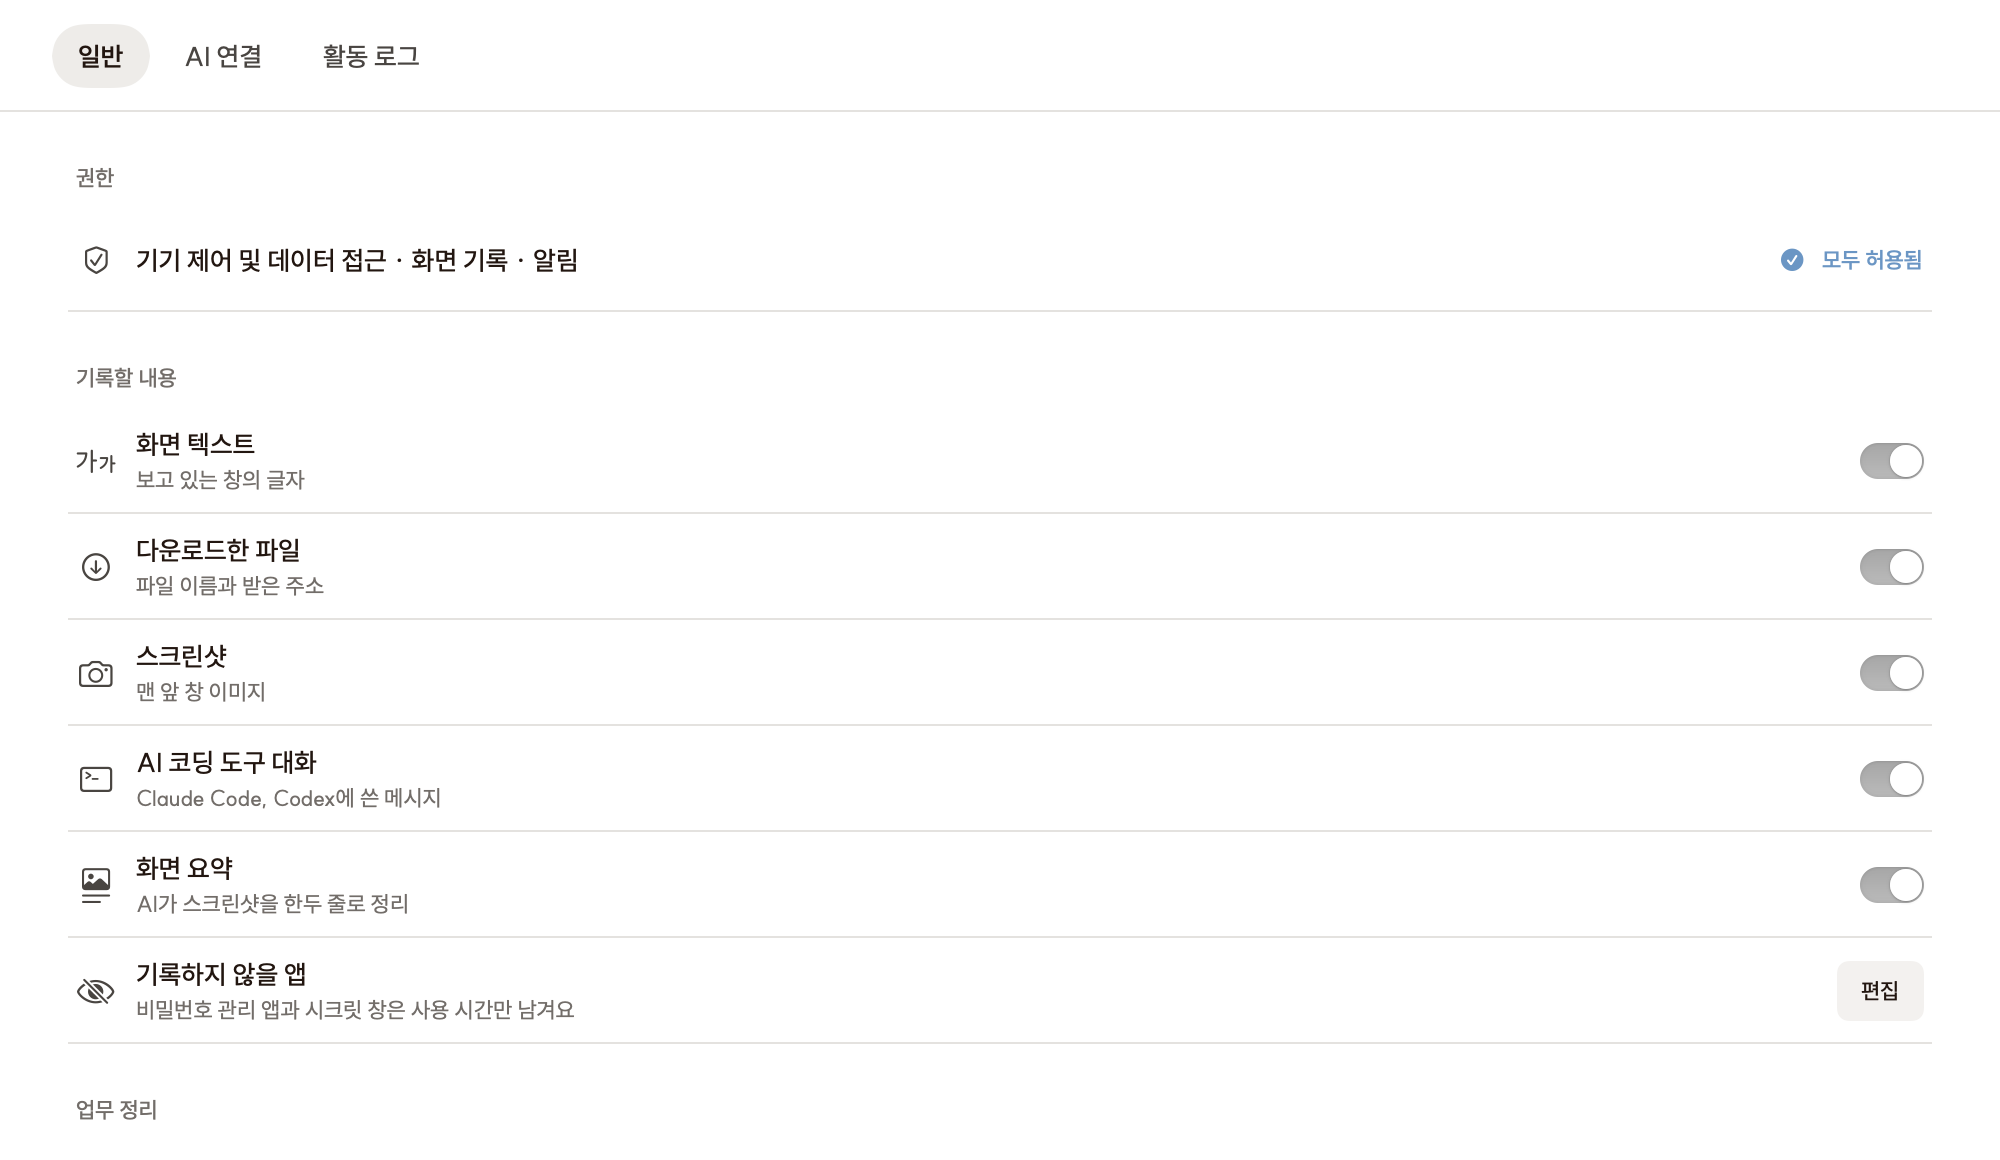 일반
AI 연결
활동 로그
권한
기기 제어 및 데이터 접근 · 화면 기록 · 알림
모두 허용됨
기록할 내용
가가
화면 텍스트
보고 있는 창의 글자
다운로드한 파일
파일 이름과 받은 주소
스크린샷
맨 앞 창 이미지
AI 코딩 도구 대화
Claude Code, Codex에 쓴 메시지
화면 요약
AI가 스크린샷을 한두 줄로 정리
기록하지 않을 앱
비밀번호 관리 앱과 시크릿 창은 사용 시간만 남겨요
편집
업무 정리